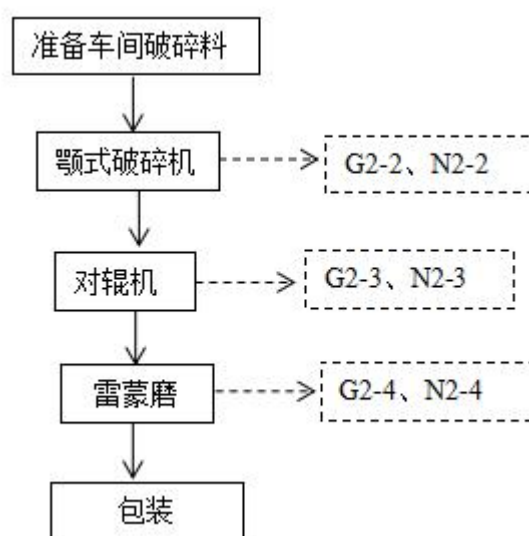 准备车间破碎料
颚式破碎机
G2-2、N2-2
对辊机
G2-3、N2-3
雷蒙磨
G2-4、N2-4
包装